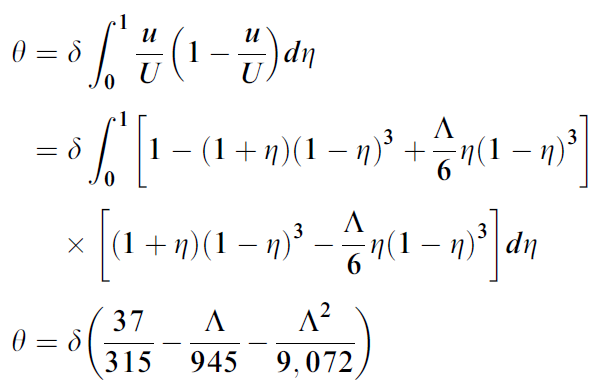 θ = δ ∫₀¹ u/U (1 − u/U) dη
= δ ∫₀¹ [1 − (1 + η)(1 − η)³ + Λ/6 η(1 − η)³]
× [(1 + η)(1 − η)³ − Λ/6 η(1 − η)³] dη
θ = δ(37/315 − Λ/945 − Λ²/9,072)